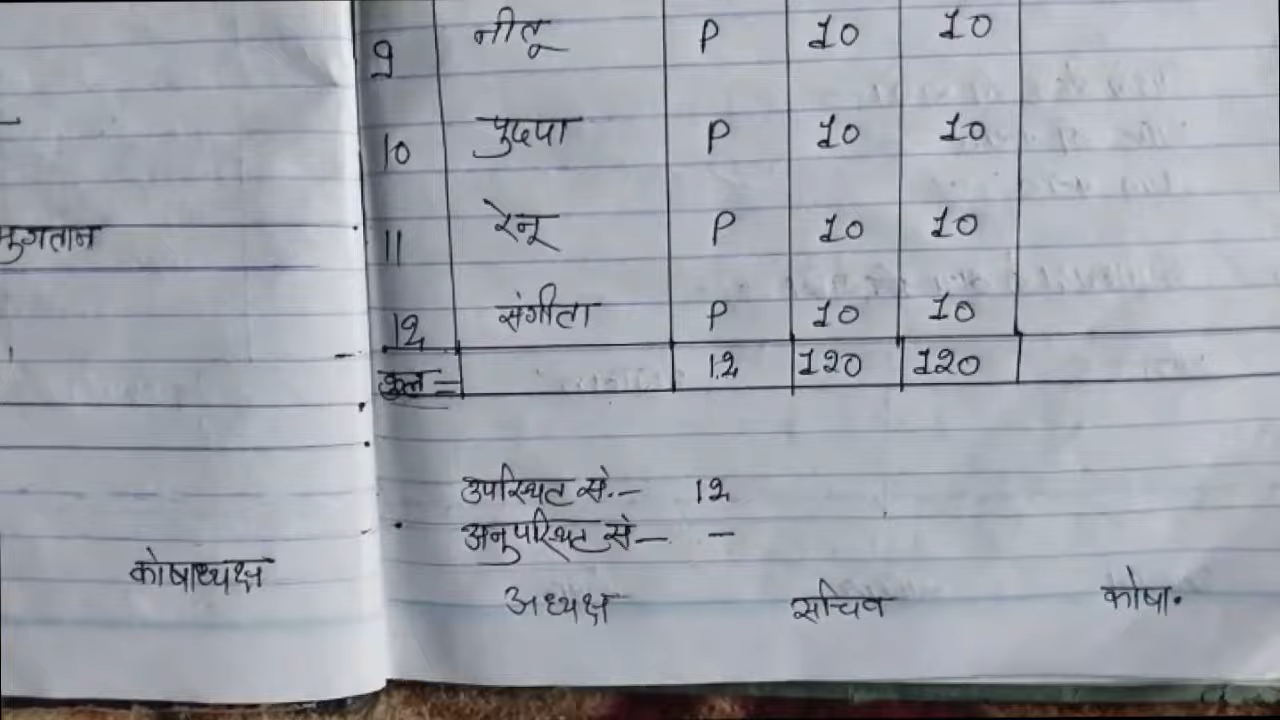 भुगतान
कोषाध्यक्ष
9 नीतू P 10 10
10 पुदपा P 10 10
11 रेनू P 10 10
12 संगीता P 10 10
कुल = 12 120 120
उपस्थित से.- 12
अनुपस्थित से- -
अध्यक्ष सचिव कोषा.